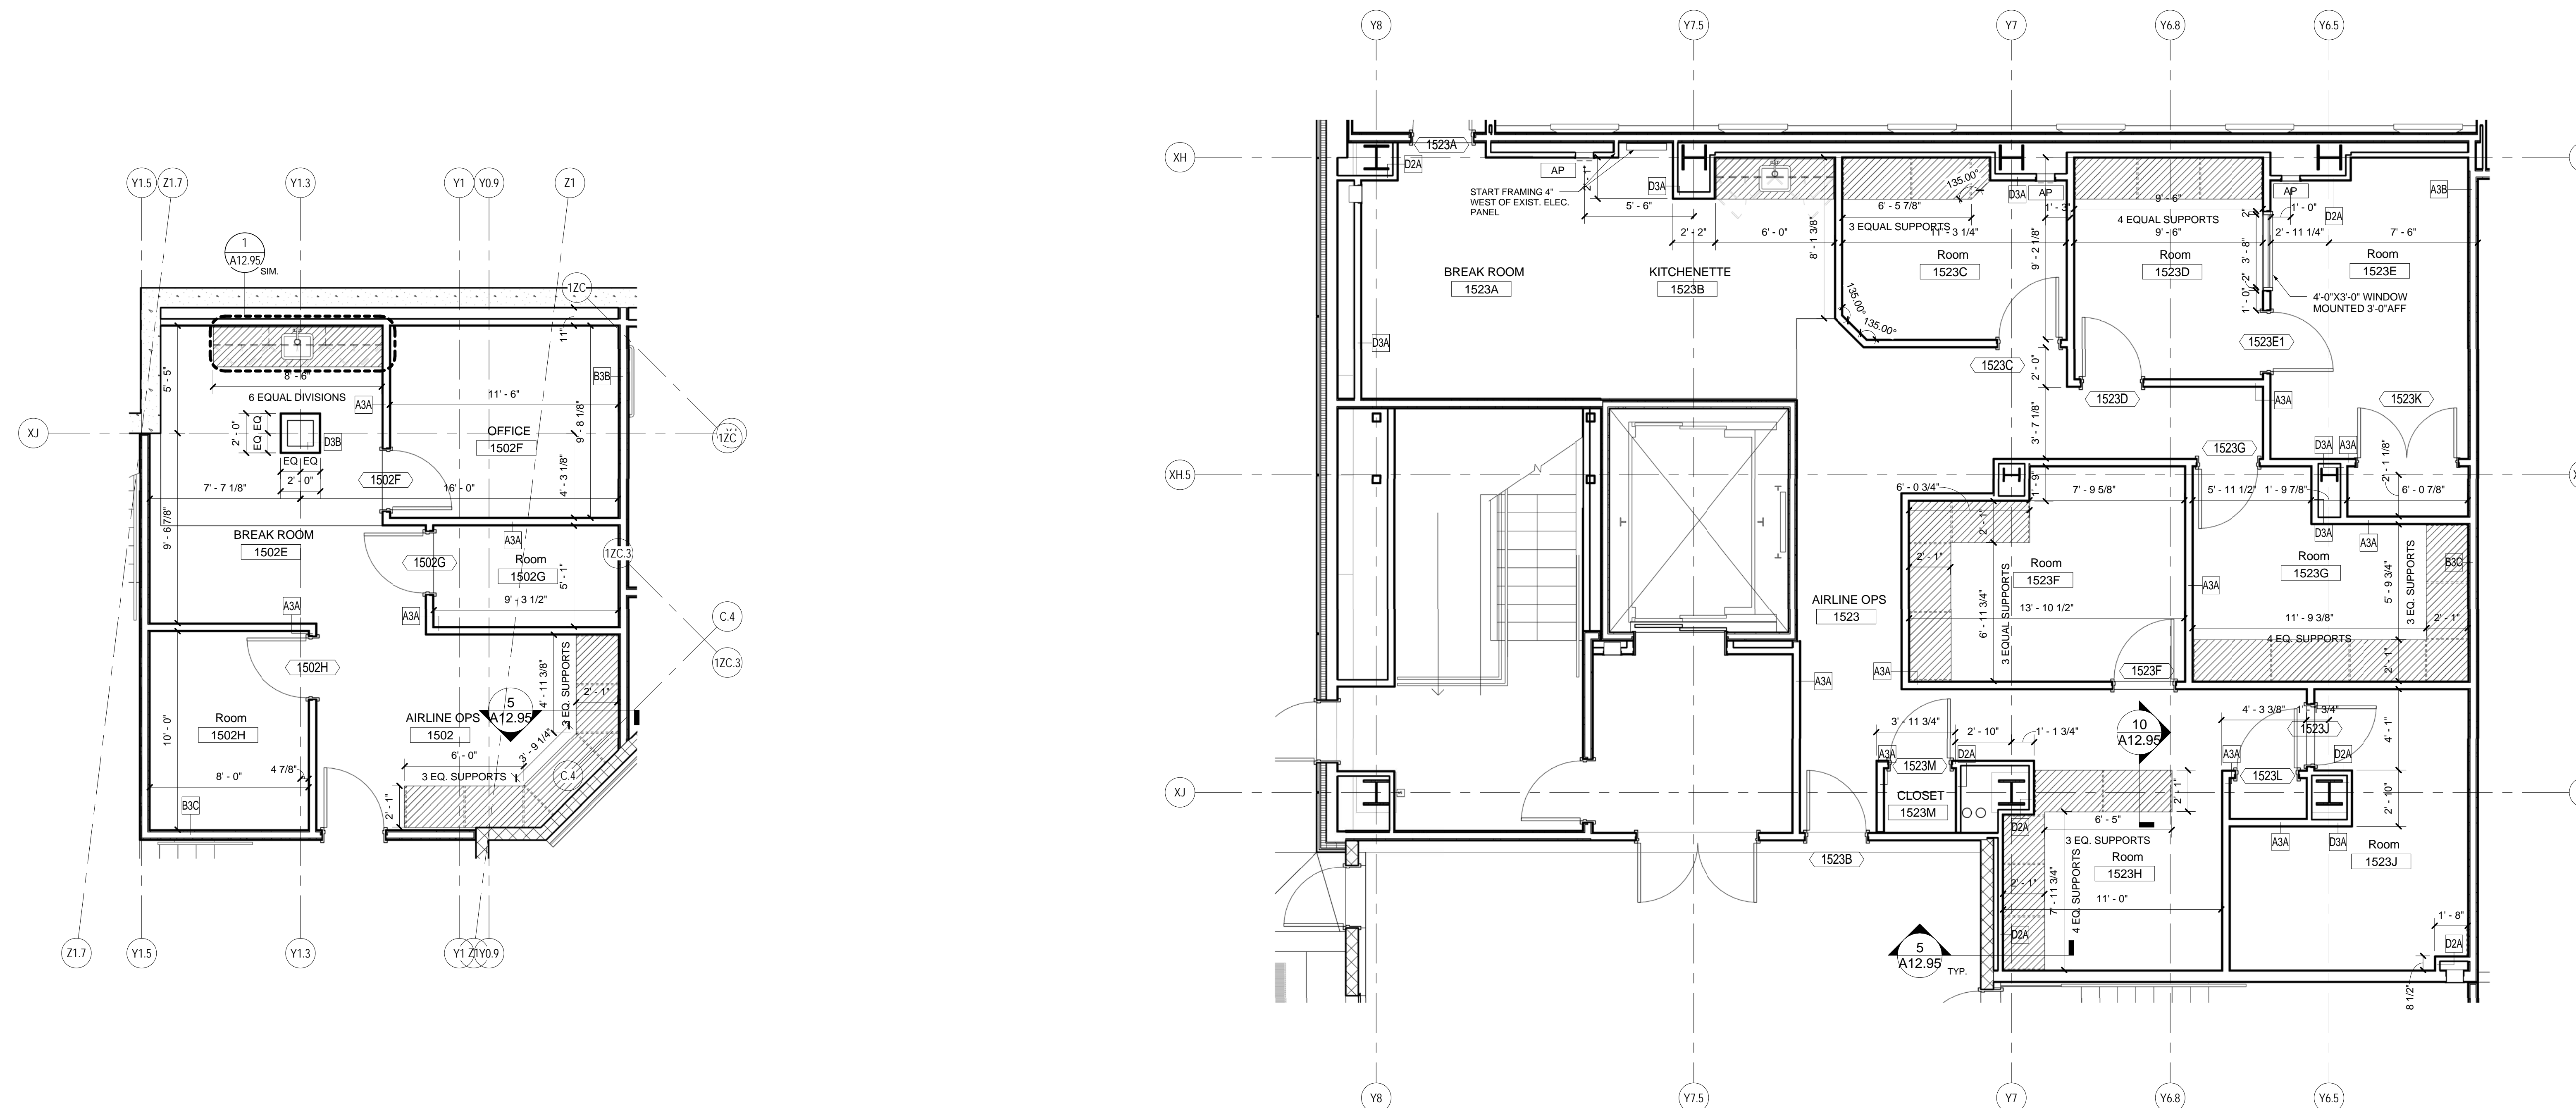 Y1.5
Z1.7
Y1.3
Y1
Y0.9
Z1
1
A12.95
SIM.
1ZC
11"
8' - 6"
6 EQUAL DIVISIONS
5' - 5"
A3A
11' - 6"
B3B
9' - 8 1/8"
XJ
2' - 0"
EQ
EQ
D3B
EQ
EQ
2' - 0"
OFFICE
1502F
1ZC
1502F
7' - 7 1/8"
16' - 0"
4' - 3 1/8"
9' - 6 7/8"
BREAK ROOM
1502E
A3A
1502G
Room
1502G
5' - 1"
1ZC.3
9' - 3 1/2"
A3A
A3A
C.4
1ZC.3
1502H
3 EQ. SUPPORTS
4' - 11 3/8"
2' - 1"
5
A12.95
10' - 0"
Room
1502H
AIRLINE OPS
1502
3' - 9 1/4"
6' - 0"
3 EQ. SUPPORTS
C.4
8' - 0"
4 7/8"
2' - 1"
B3C
Z1.7
Y1.5
Y1.3
Y1
Z1
Y0.9
Y8
Y7.5
Y7
Y6.8
Y6.5
XH
1523A
D2A
AP
START FRAMING 4"
WEST OF EXIST. ELEC.
PANEL
2' - 1"
5' - 6"
D3A
2' - 2"
6' - 0"
8' - 1 3/8"
135.00°
6' - 5 7/8"
3 EQUAL SUPPORTS
11' - 3 1/4"
D3A
AP
1' - 3"
9' - 2 1/8"
9' - 6"
4 EQUAL SUPPORTS
9' - 6"
AP
1' - 0"
D2A
A3B
2"
3' - 8"
2"
1' - 0"
2' - 11 1/4"
7' - 6"
BREAK ROOM
1523A
KITCHENETTE
1523B
Room
1523C
Room
1523D
Room
1523E
4'-0"X3'-0" WINDOW
MOUNTED 3'-0"AFF
135.00°
135.00°
D3A
1523C
1523E1
2' - 0"
1523D
A3A
1523K
3' - 7 1/8"
1523G
D3A
A3A
2' - 1 1/8"
XH.5
6' - 0 3/4"
1' - 9"
7' - 9 5/8"
5' - 11 1/2"
1' - 9 7/8"
6' - 0 7/8"
2' - 1"
D3A
A3A
2' - 1"
3 EQUAL SUPPORTS
6' - 11 3/4"
Room
1523F
A3A
13' - 10 1/2"
Room
1523G
5' - 9 3/4"
3 EQ. SUPPORTS
B3C
11' - 9 3/8"
2' - 1"
4 EQ. SUPPORTS
2' - 1"
AIRLINE OPS
1523
A3A
A3A
1523F
10
A12.95
3' - 11 3/4"
2' - 10"
1' - 1 3/4"
4' - 3 3/8"
1' - 1 3/4"
1523J
4' - 1"
A3A
D2A
1523M
A3A
1523L
D2A
XJ
CLOSET
1523M
D2A
2' - 1"
2' - 10"
6' - 5"
3 EQ. SUPPORTS
Room
1523H
A3A
D3A
Room
1523J
1523B
2' - 1"
7' - 11 3/4"
4 EQ. SUPPORTS
11' - 0"
1' - 8"
D2A
D2A
5
A12.95
TYP.
8 1/2"
Y8
Y7.5
Y7
Y6.8
Y6.5